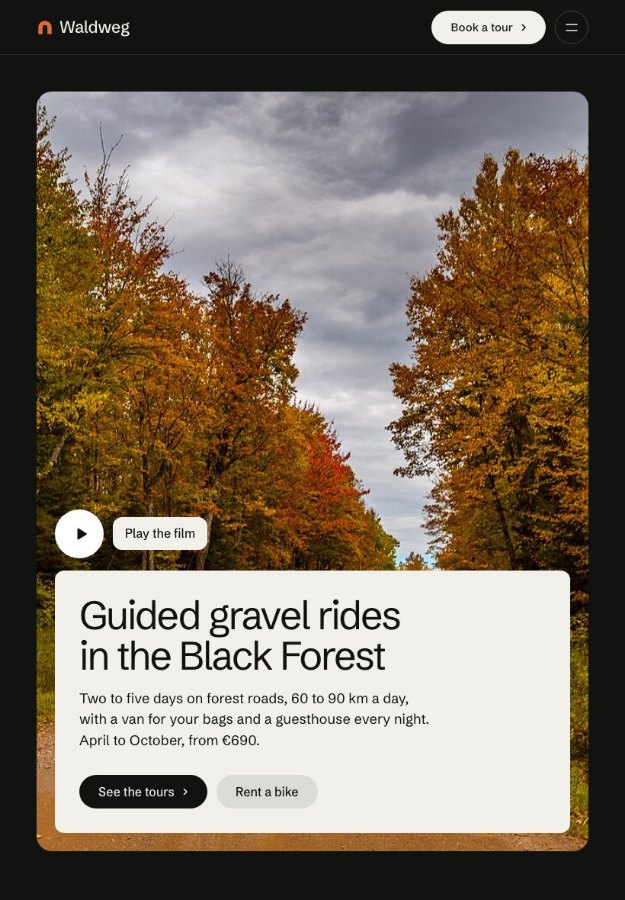 Waldweg
Book a tour
Play the film
Guided gravel rides
in the Black Forest
Two to five days on forest roads, 60 to 90 km a day,
with a van for your bags and a guesthouse every night.
April to October, from €690.
See the tours
Rent a bike